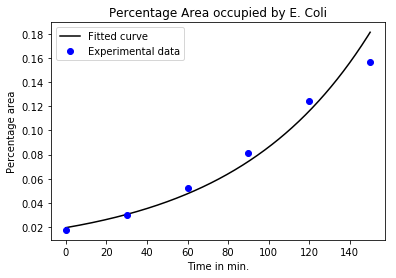 Percentage Area occupied by E. Coli
Fitted curve
Experimental data
Percentage area
0.18
0.16
0.14
0.12
0.10
0.08
0.06
0.04
0.02
0 20 40 60 80 100 120 140
Time in min.